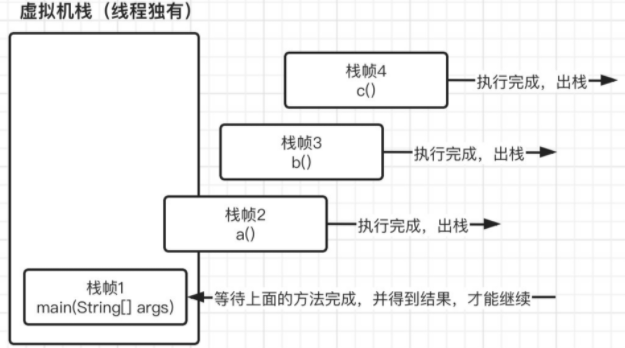 虚拟机栈（线程独有）
栈帧4
c()
执行完成，出栈
栈帧3
b()
执行完成，出栈
栈帧2
a()
执行完成，出栈
栈帧1
main(String[] args)
等待上面的方法完成，并得到结果，才能继续